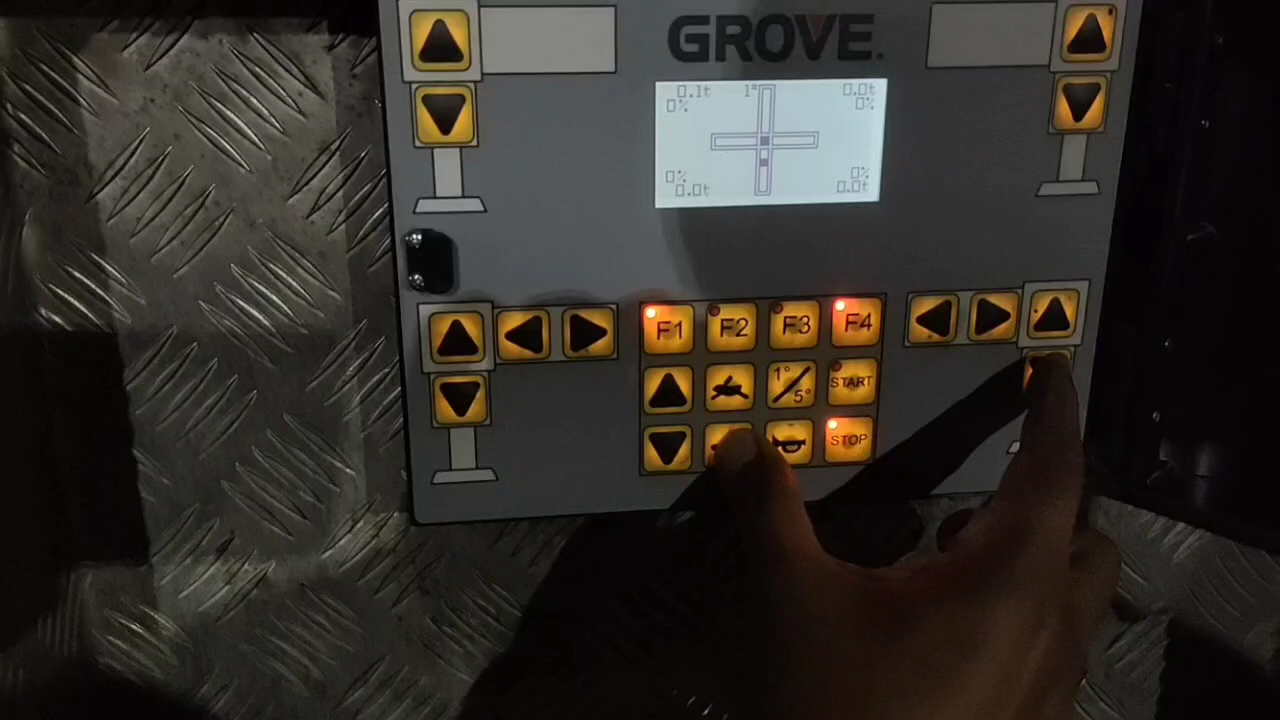 GROVE.
0.1t 1° 0.0t
0% 0%
0% 0%
0.0t 0.0t
F1 F2 F3 F4
1° 5° START
STOP